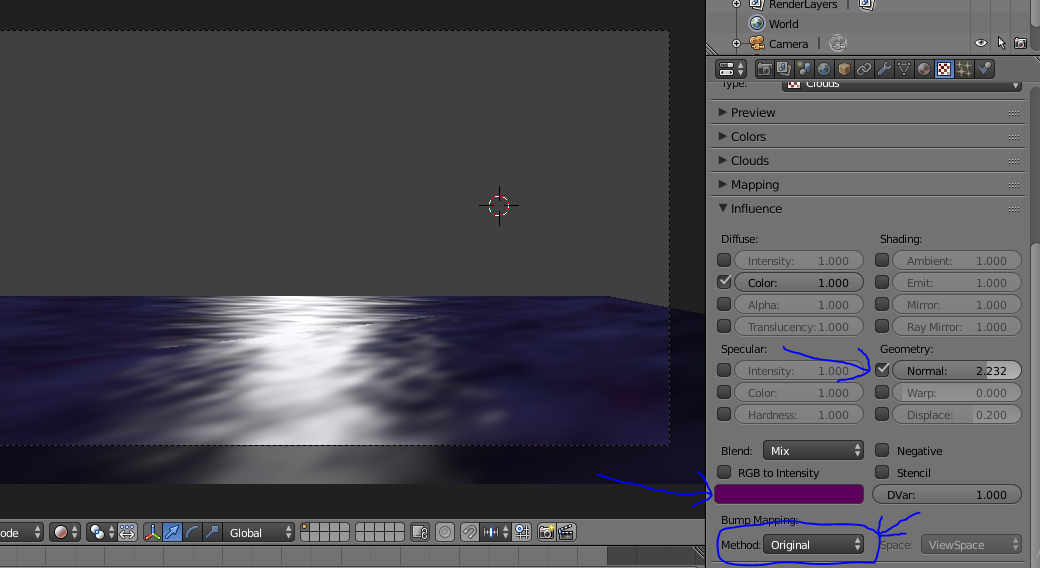 RenderLayers |
World
Camera |
Type: Clouds
Preview
Colors
Clouds
Mapping
Influence
Diffuse: Shading:
Intensity: 1.000 Ambient: 1.000
Color: 1.000 Emit: 1.000
Alpha: 1.000 Mirror: 1.000
Translucency: 1.000 Ray Mirror: 1.000
Specular: Geometry:
Intensity: 1.000 Normal: 2.232
Color: 1.000 Warp: 0.000
Hardness: 1.000 Displace: 0.200
Blend: Mix Negative
RGB to Intensity Stencil
DVar: 1.000
Bump Mapping:
Method: Original Space: ViewSpace
ode Global